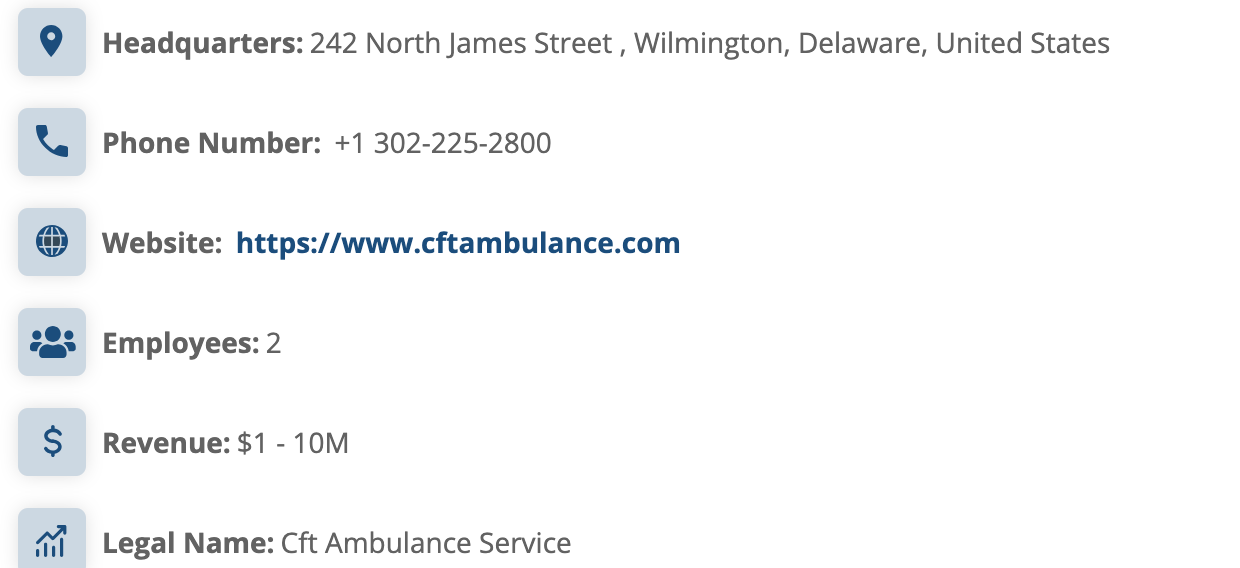 Headquarters: 242 North James Street , Wilmington, Delaware, United States
Phone Number: +1 302-225-2800
Website: https://www.cftambulance.com
Employees: 2
Revenue: $1 - 10M
Legal Name: Cft Ambulance Service